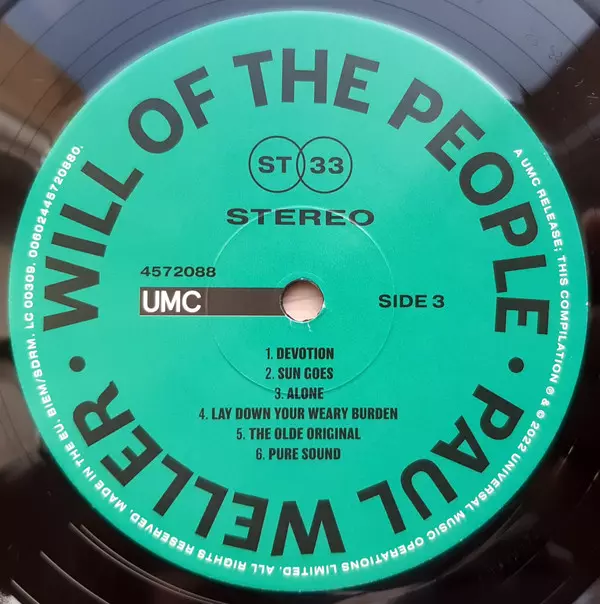 WILL OF THE PEOPLE • PAUL WELLER •
ST 33
STEREO
4572088
UMC
SIDE 3
1. DEVOTION
2. SUN GOES
3. ALONE
4. LAY DOWN YOUR WEARY BURDEN
5. THE OLDE ORIGINAL
6. PURE SOUND
A UMC RELEASE; THIS COMPILATION ℗ & © 2022 UNIVERSAL MUSIC OPERATIONS LIMITED. ALL RIGHTS RESERVED. MADE IN THE EU. BIEM/SDRM. LC 00309. 00602445720880.